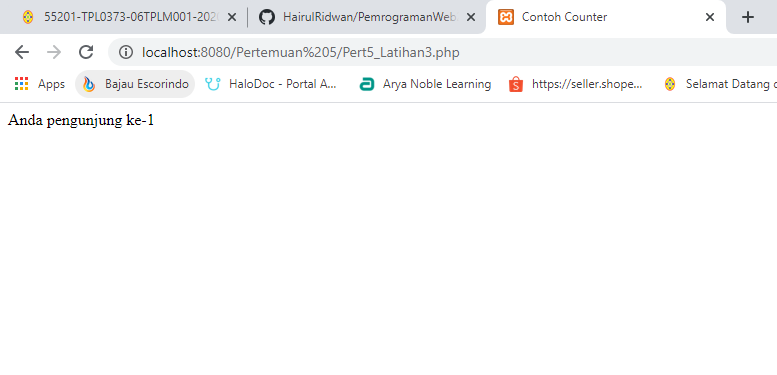 55201-TPL0373-06TPLM001-202
HairulRidwan/PemrogramanWeb
Contoh Counter
localhost:8080/Pertemuan%205/Pert5_Latihan3.php
Apps
Bajau Escorindo
HaloDoc - Portal A...
Arya Noble Learning
https://seller.shope...
Selamat Datang d
Anda pengunjung ke-1